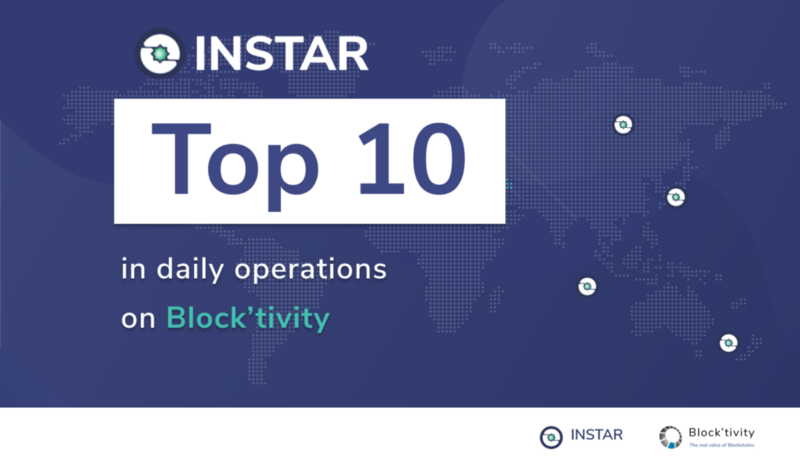 INSTAR
Top 10
in daily operations
on Block'tivity
INSTAR
Block'tivity
The real value of Blockchains